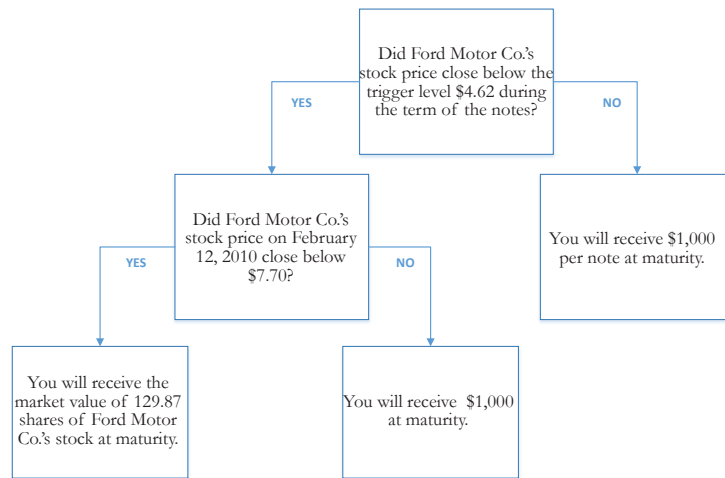 Did Ford Motor Co.'s
stock price close below the
trigger level $4.62 during
the term of the notes?
YES
NO
Did Ford Motor Co.'s
stock price on February
12, 2010 close below
$7.70?
You will receive $1,000
per note at maturity.
YES
NO
You will receive the
market value of 129.87
shares of Ford Motor
Co.'s stock at maturity.
You will receive $1,000
at maturity.